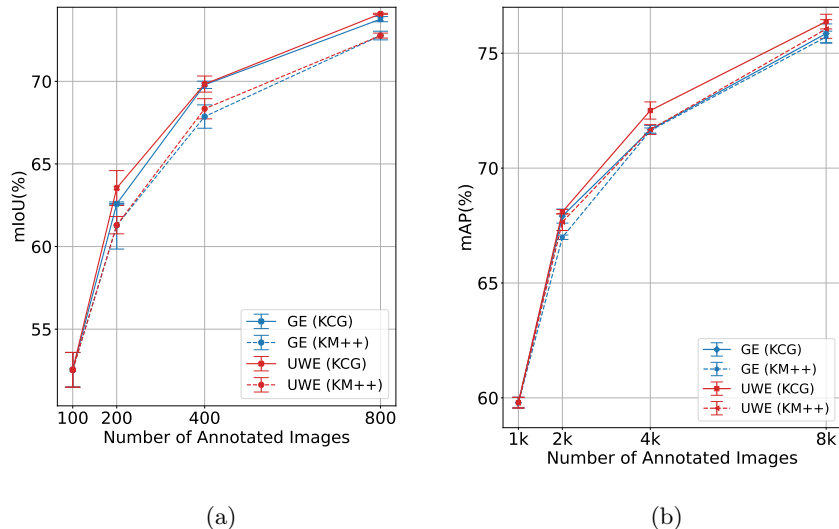 70
65
60
55
mIoU(%)
100 200 400 800
Number of Annotated Images
GE (KCG)
GE (KM++)
UWE (KCG)
UWE (KM++)
(a)
75
70
65
60
mAP(%)
1k 2k 4k 8k
Number of Annotated Images
GE (KCG)
GE (KM++)
UWE (KCG)
UWE (KM++)
(b)